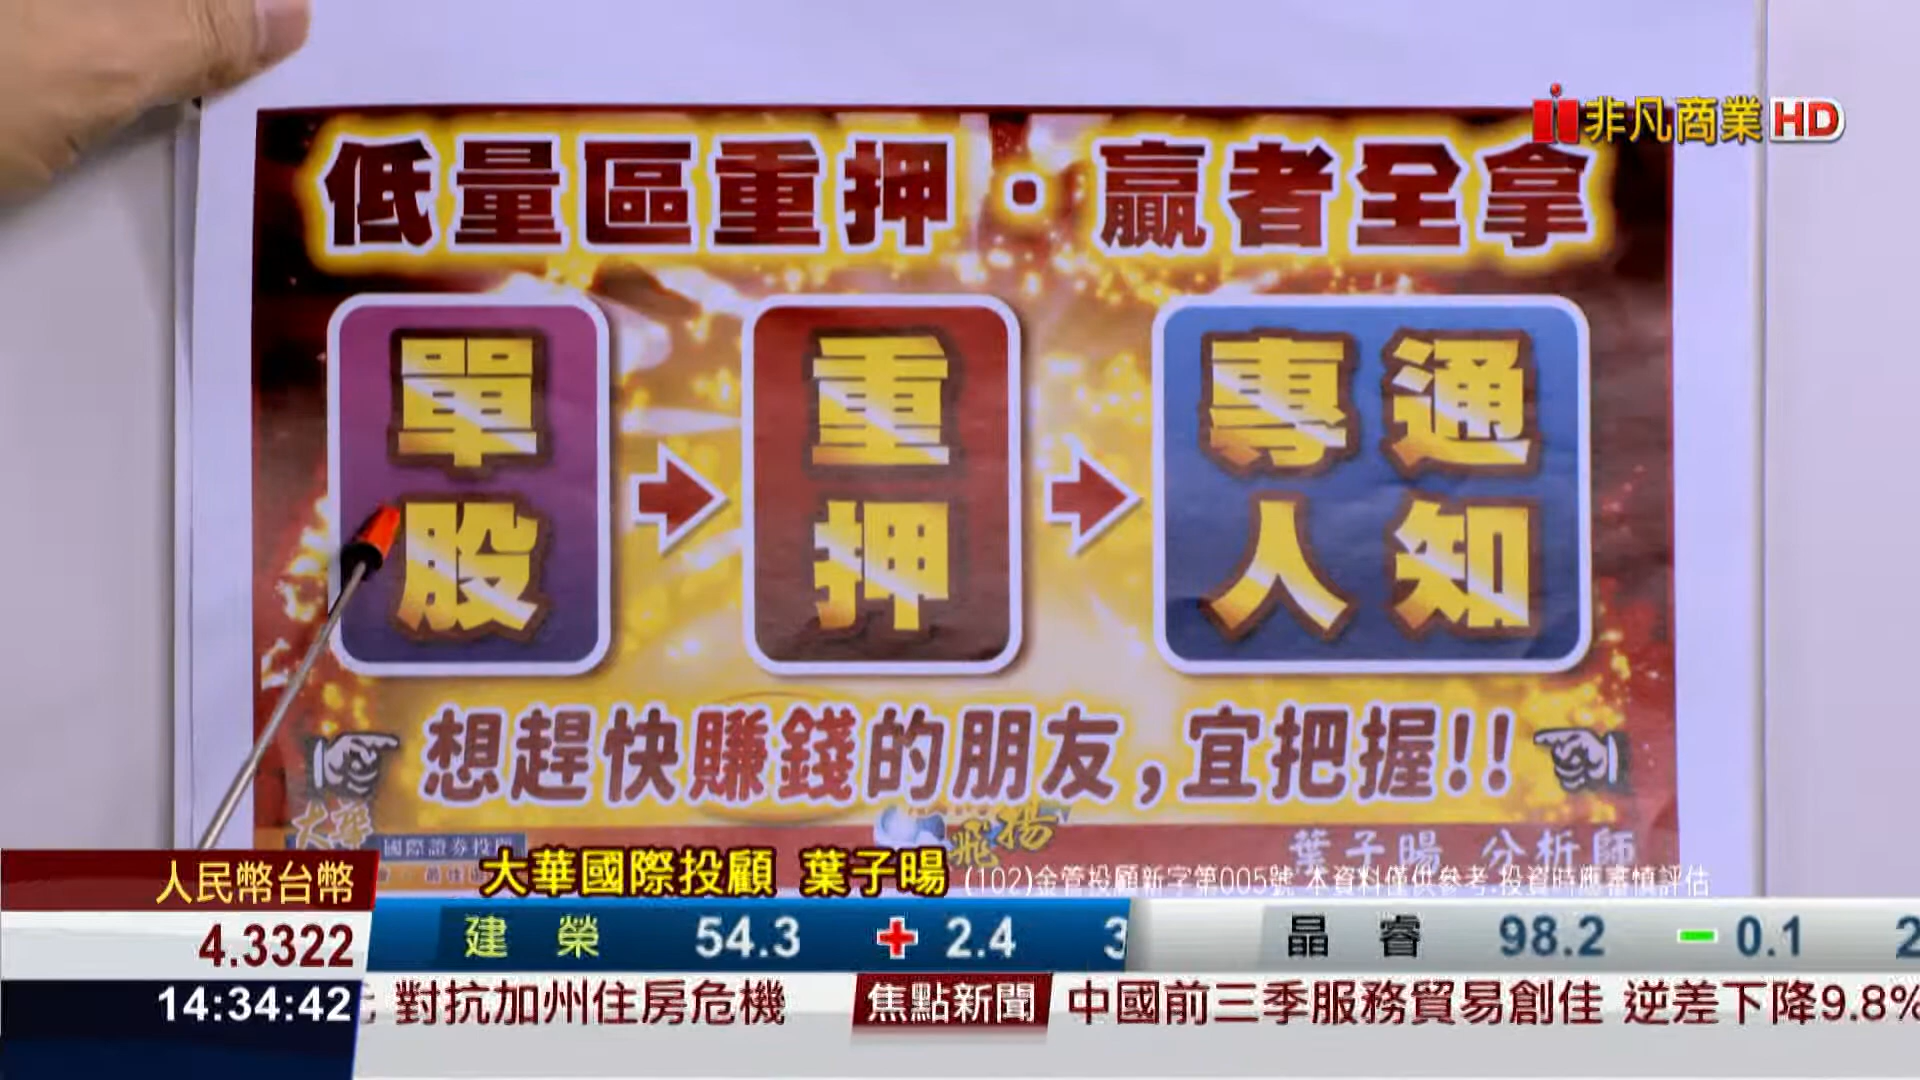 非凡商業HD
低量區重押・贏者全拿
單股
重押
專人
通知
想趕快賺錢的朋友,宜把握!!
大華
國際證券投顧
飛揚
葉子暘 分析師
人民幣台幣
大華國際投顧 葉子暘
(102)金管投顧新字第005號 本資料僅供參考.投資時應審慎評估
4.3322
建榮 54.3 + 2.4 3
晶睿 98.2 - 0.1 2
14:34:42
對抗加州住房危機
焦點新聞
中國前三季服務貿易創佳 逆差下降9.8%